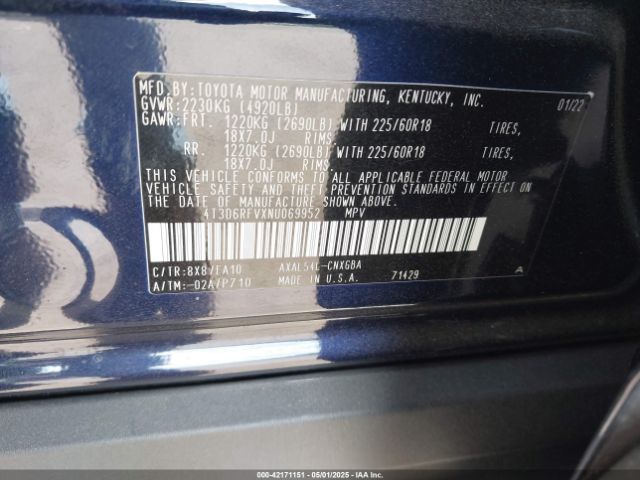 MFD.BY:TOYOTA MOTOR MANUFACTURING, KENTUCKY, INC. 01/22
GVWR:2230KG (4920LB)
GAWR:FRT. 1220KG (2690LB) WITH 225/60R18 TIRES,
18X7.0J RIMS.
RR. 1220KG (2690LB) WITH 225/60R18 TIRES,
18X7.0J RIMS.
THIS VEHICLE CONFORMS TO ALL APPLICABLE FEDERAL MOTOR
VEHICLE SAFETY AND THEFT PREVENTION STANDARDS IN EFFECT ON
THE DATE OF MANUFACTURE SHOWN ABOVE.
4T3D6RFVXNU069952 MPV
C/TR:8X8/FA10 AXAL54L-CNXGBA A
A/TM:-02A/P710 MADE IN U.S.A. 71429
000-42171151 - 05/01/2025 - IAAI Inc.